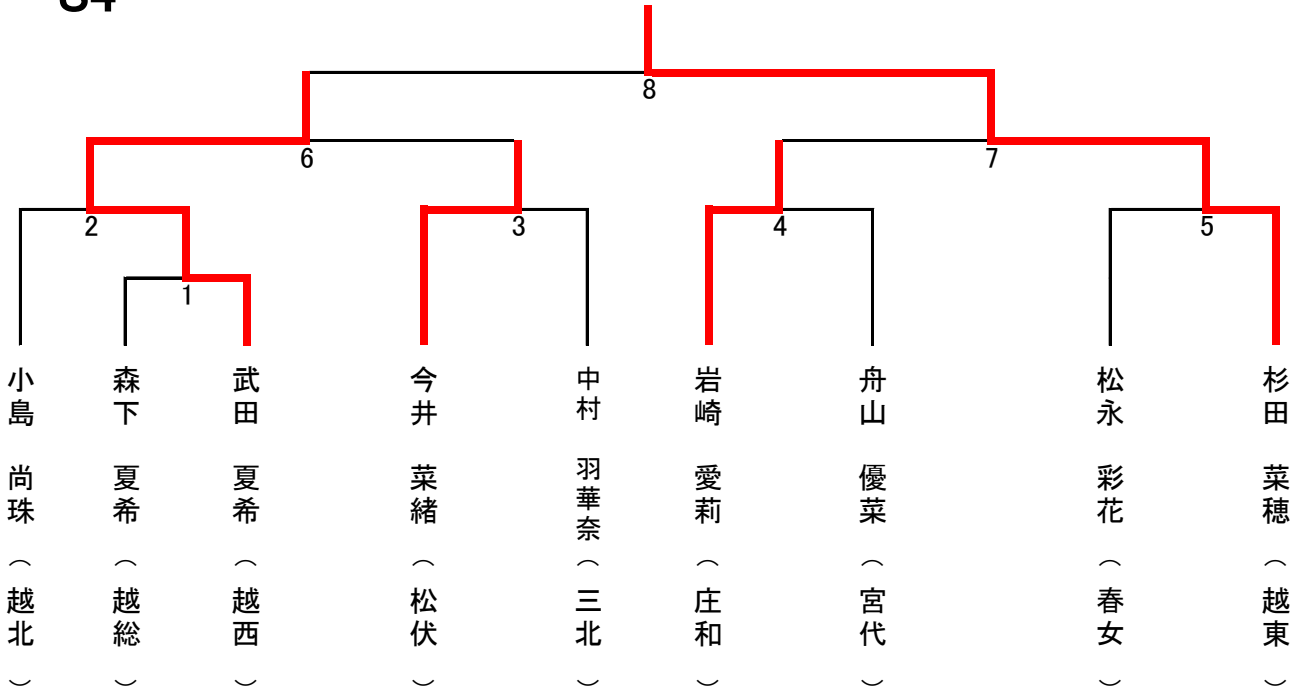 8
6
7
2
3
4
5
1
小島 尚珠（越北）
森下 夏希（越総）
武田 夏希（越西）
今井 菜緒（松伏）
中村 羽華奈（三北）
岩崎 愛莉（庄和）
舟山 優菜（宮代）
松永 彩花（春女）
杉田 菜穂（越東）